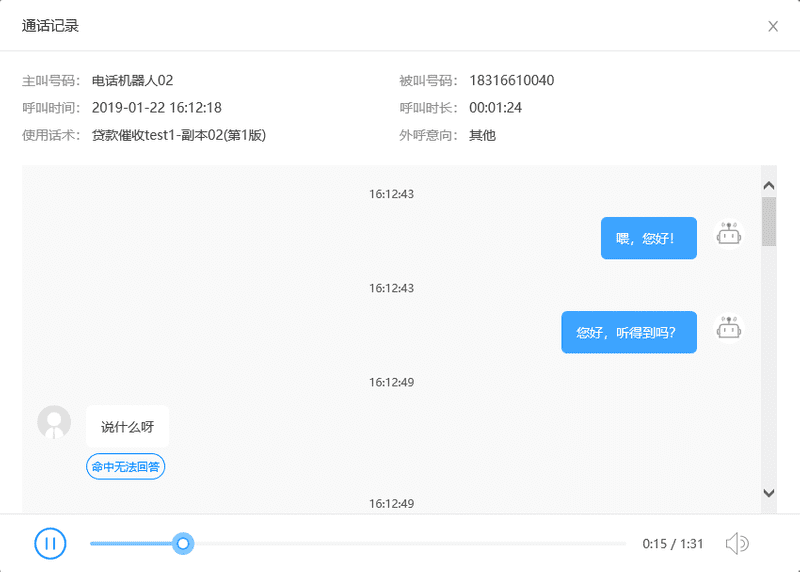 通话记录
主叫号码： 电话机器人02 被叫号码： 18316610040
呼叫时间： 2019-01-22 16:12:18 呼叫时长： 00:01:24
使用话术： 贷款催收test1-副本02(第1版) 外呼意向： 其他
16:12:43
喂，您好！
16:12:43
您好，听得到吗？
16:12:49
说什么呀
命中无法回答
16:12:49
0:15 / 1:31